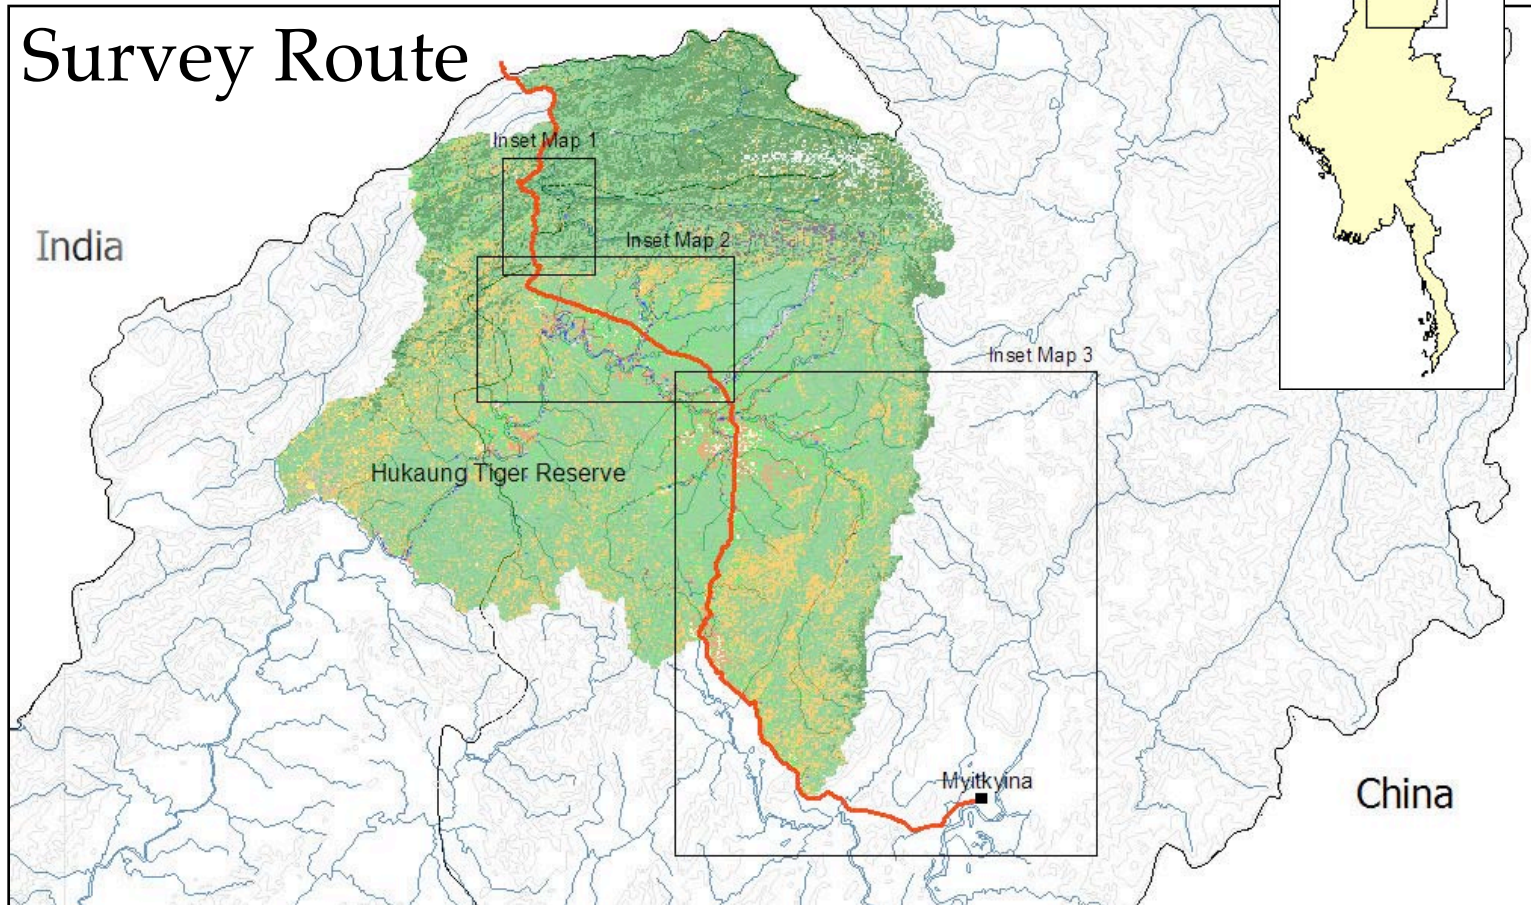 Survey Route
Inset Map 1
India
Inset Map 2
Inset Map 3
Hukaung Tiger Reserve
Myitkyina
China